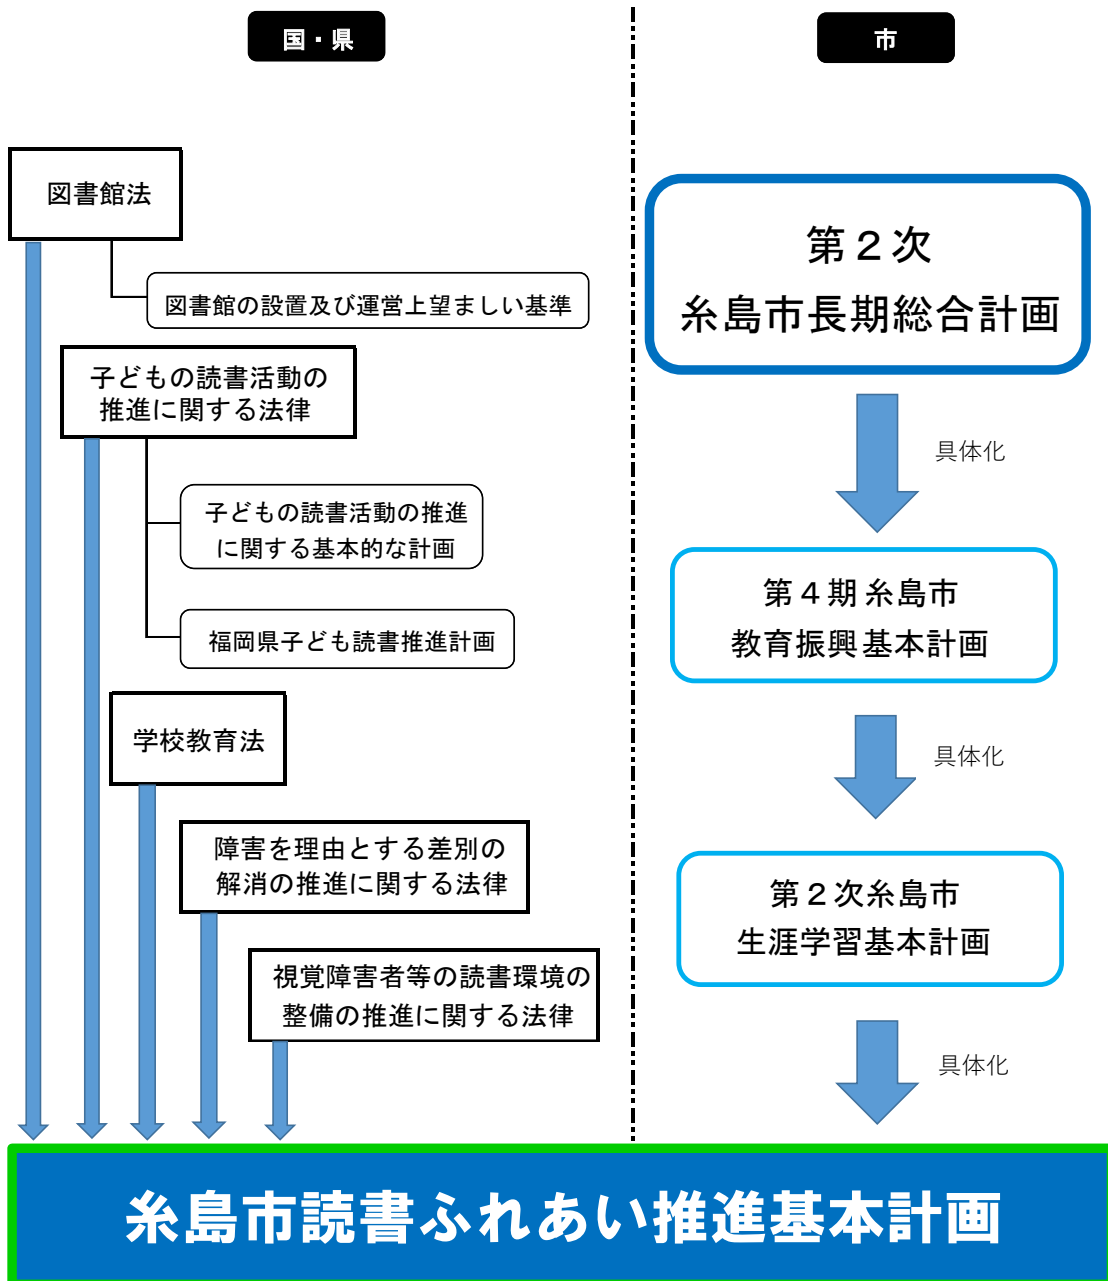 国・県
図書館法
図書館の設置及び運営上望ましい基準
子どもの読書活動の
推進に関する法律
子どもの読書活動の推進
に関する基本的な計画
福岡県子ども読書推進計画
学校教育法
障害を理由とする差別の
解消の推進に関する法律
視覚障害者等の読書環境の
整備の推進に関する法律
市
第２次
糸島市長期総合計画
具体化
第４期糸島市
教育振興基本計画
具体化
第２次糸島市
生涯学習基本計画
具体化
糸島市読書ふれあい推進基本計画